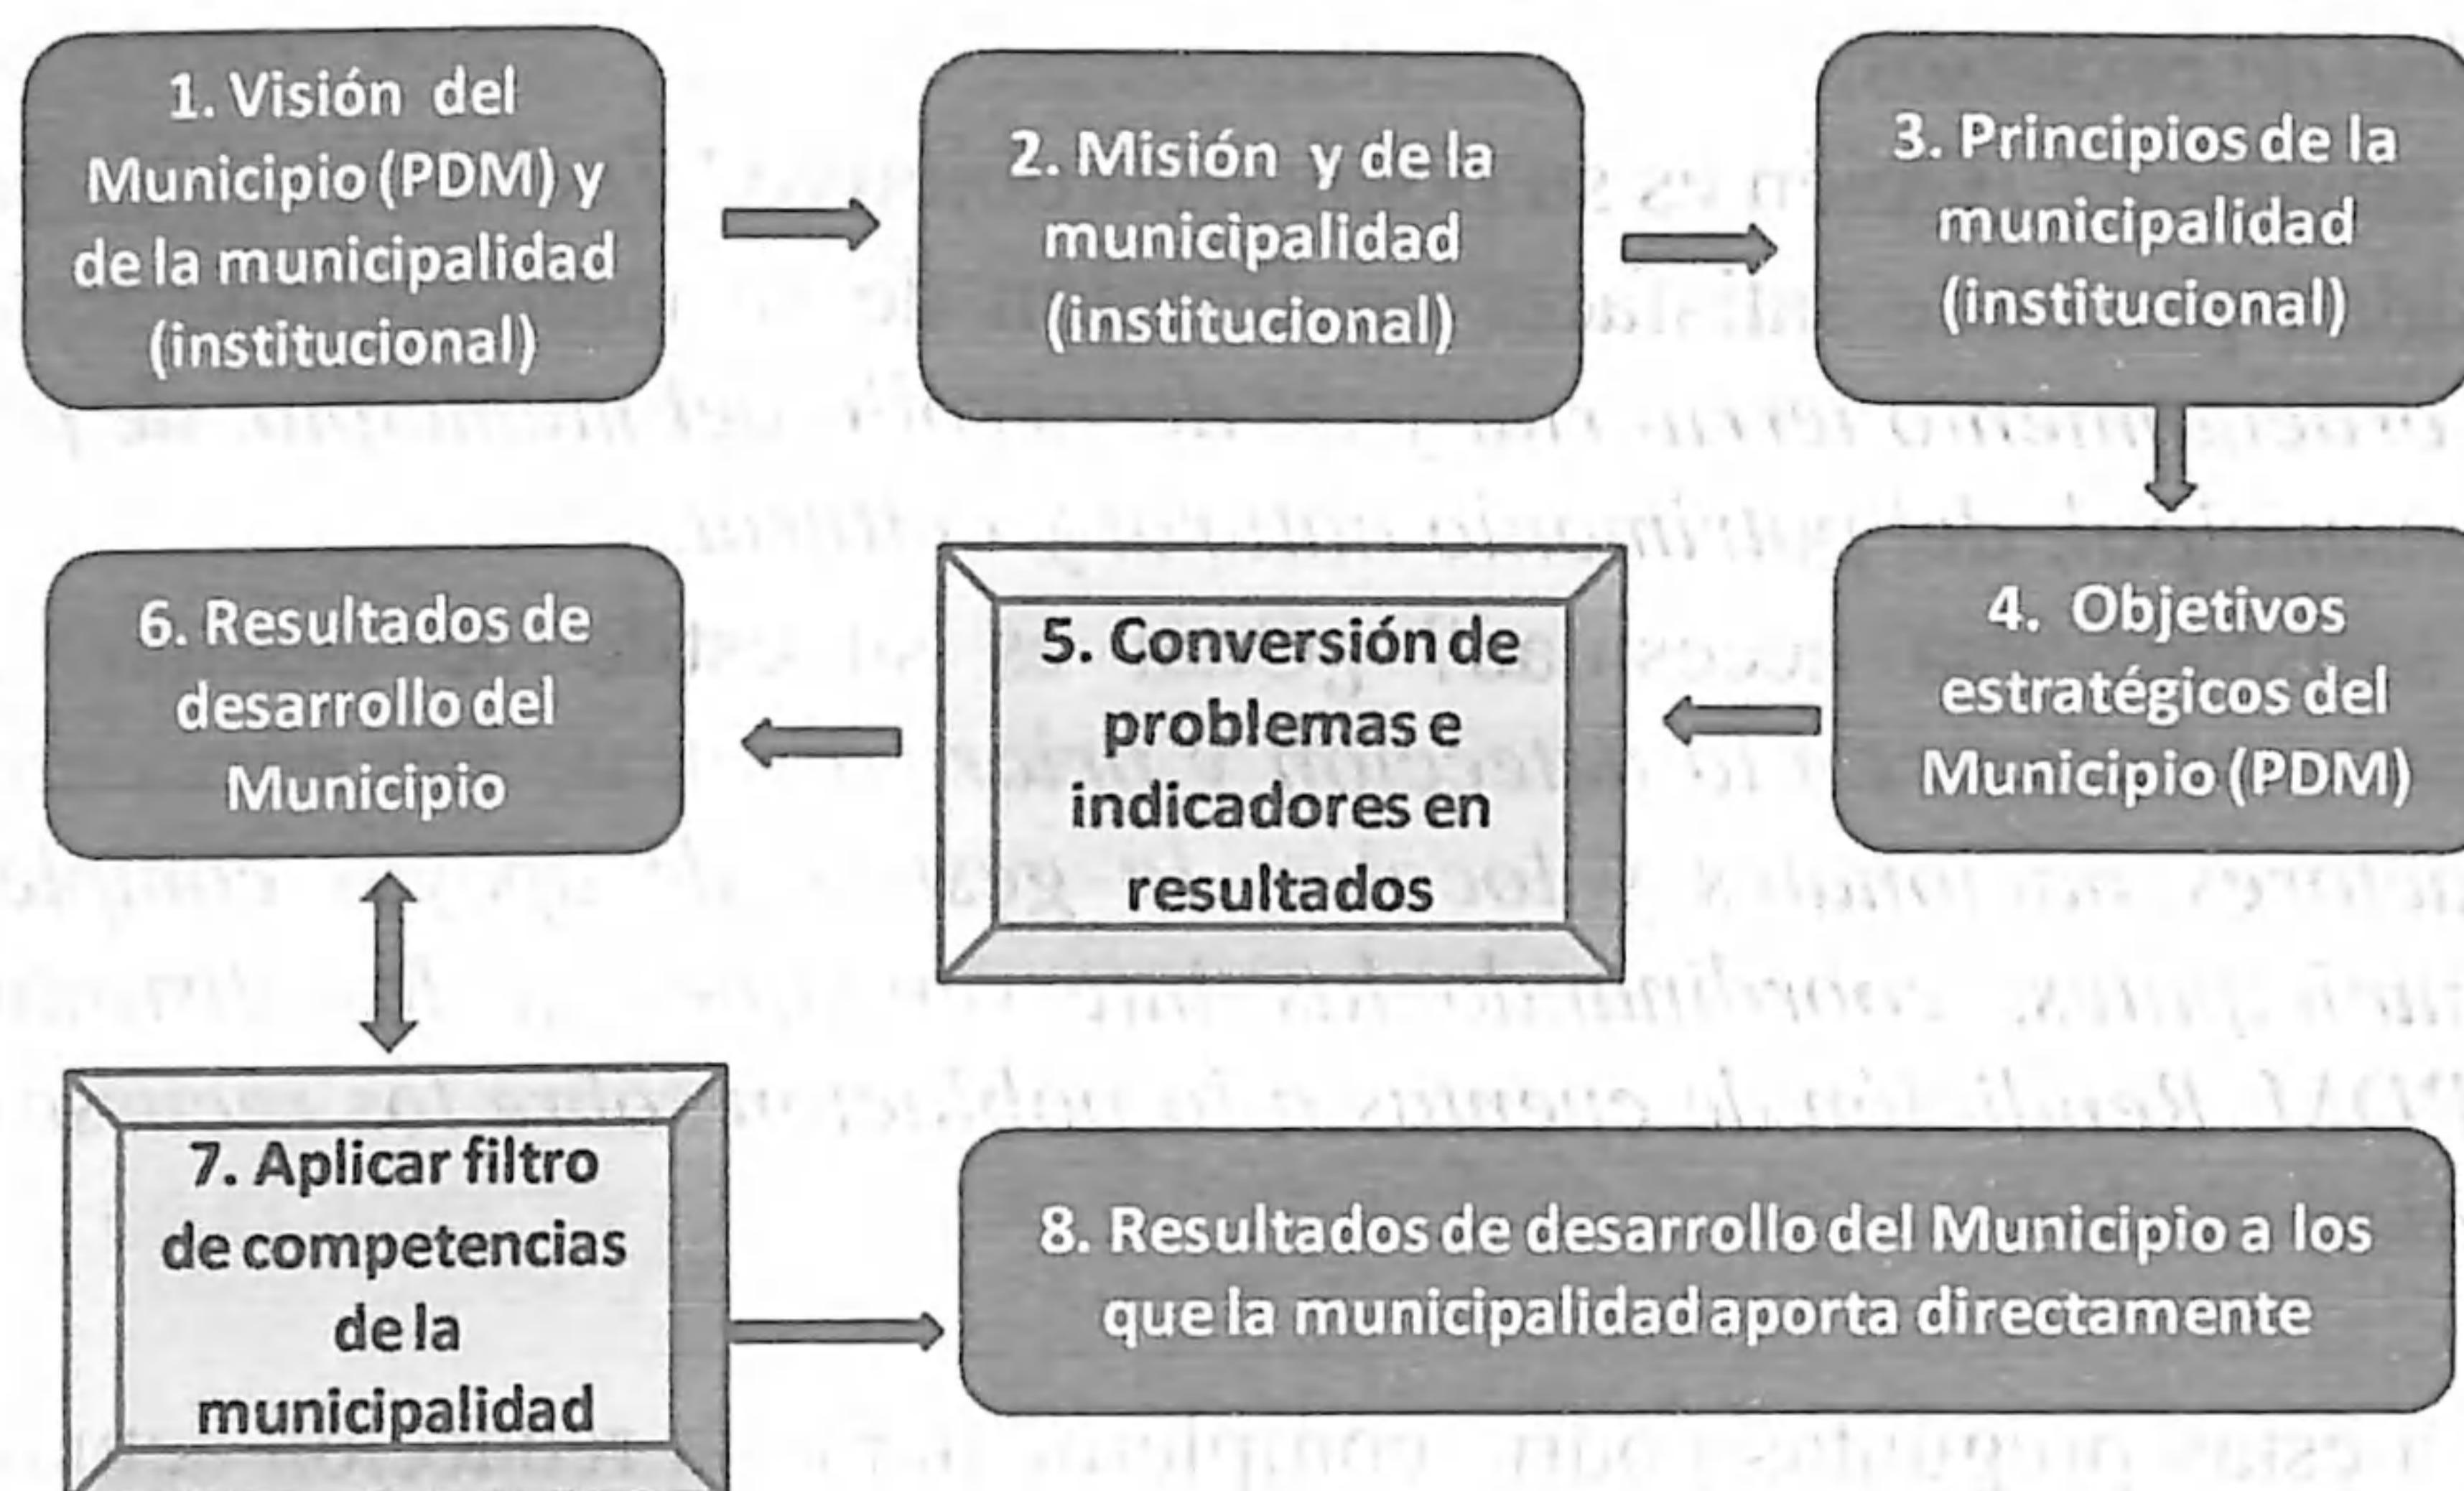 1. Visión del
Municipio (PDM) y
de la municipalidad
(institucional)
2. Misión y de la
municipalidad
(institucional)
3. Principios de la
municipalidad
(institucional)
4. Objetivos
estratégicos del
Municipio (PDM)
5. Conversión de
problemas e
indicadores en
resultados
6. Resultados de
desarrollo del
Municipio
7. Aplicar filtro
de competencias
de la
municipalidad
8. Resultados de desarrollo del Municipio a los
que la municipalidad aporta directamente